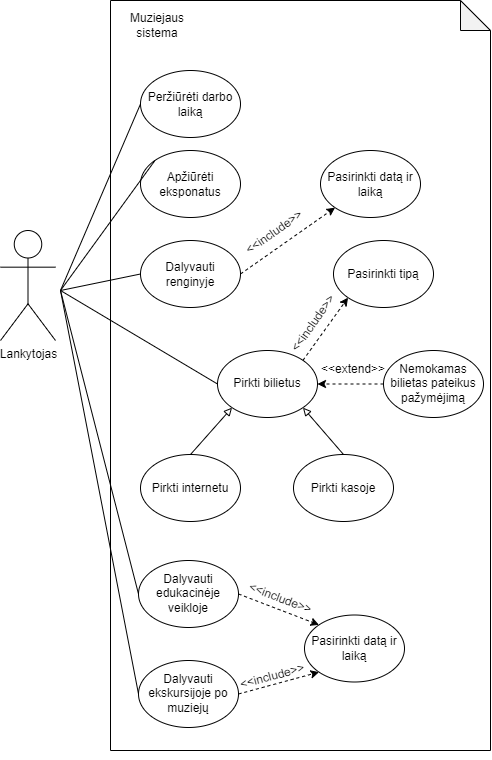 Muziejaus
sistema
Peržiūrėti darbo
laiką
Apžiūrėti
eksponatus
Pasirinkti datą ir
laiką
<<include>>
Dalyvauti
renginyje
Pasirinkti tipą
Lankytojas
<<include>>
Pirkti bilietus
<<extend>>
Nemokamas
bilietas pateikus
pažymėjimą
Pirkti internetu
Pirkti kasoje
Dalyvauti
edukacinėje
veikloje
<<include>>
Pasirinkti datą ir
laiką
<<include>>
Dalyvauti
ekskursijoje po
muziejų